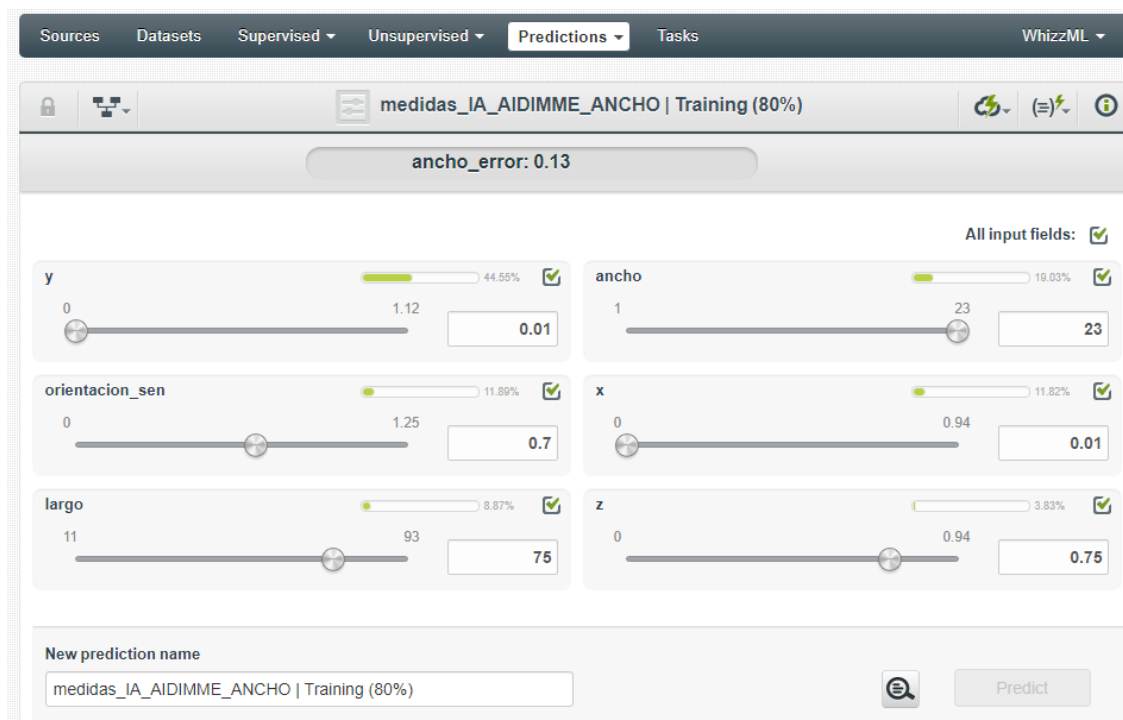 Sources Datasets Supervised Unsupervised Predictions Tasks WhizzML
medidas_IA_AIDIMME_ANCHO | Training (80%)
ancho_error: 0.13
All input fields:
y 44.55% ancho 19.03%
0 1.12 1 23
0.01 23
orientacion_sen 11.89% x 11.82%
0 1.25 0 0.94
0.7 0.01
largo 8.87% z 3.83%
11 93 0 0.94
75 0.75
New prediction name
medidas_IA_AIDIMME_ANCHO | Training (80%) Predict